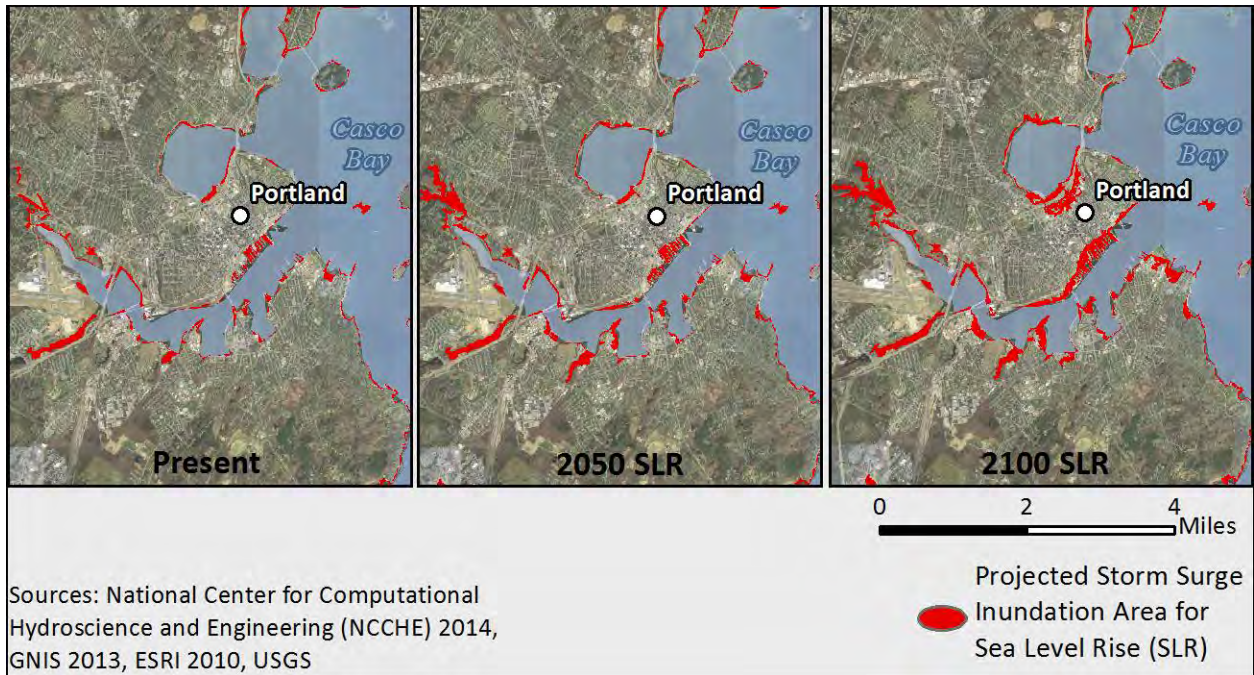 Casco
Bay
Portland
Present
Casco
Bay
Portland
2050 SLR
Casco
Bay
Portland
2100 SLR
0 2 4
Miles
Sources: National Center for Computational
Hydroscience and Engineering (NCCHE) 2014,
GNIS 2013, ESRI 2010, USGS
Projected Storm Surge
Inundation Area for
Sea Level Rise (SLR)